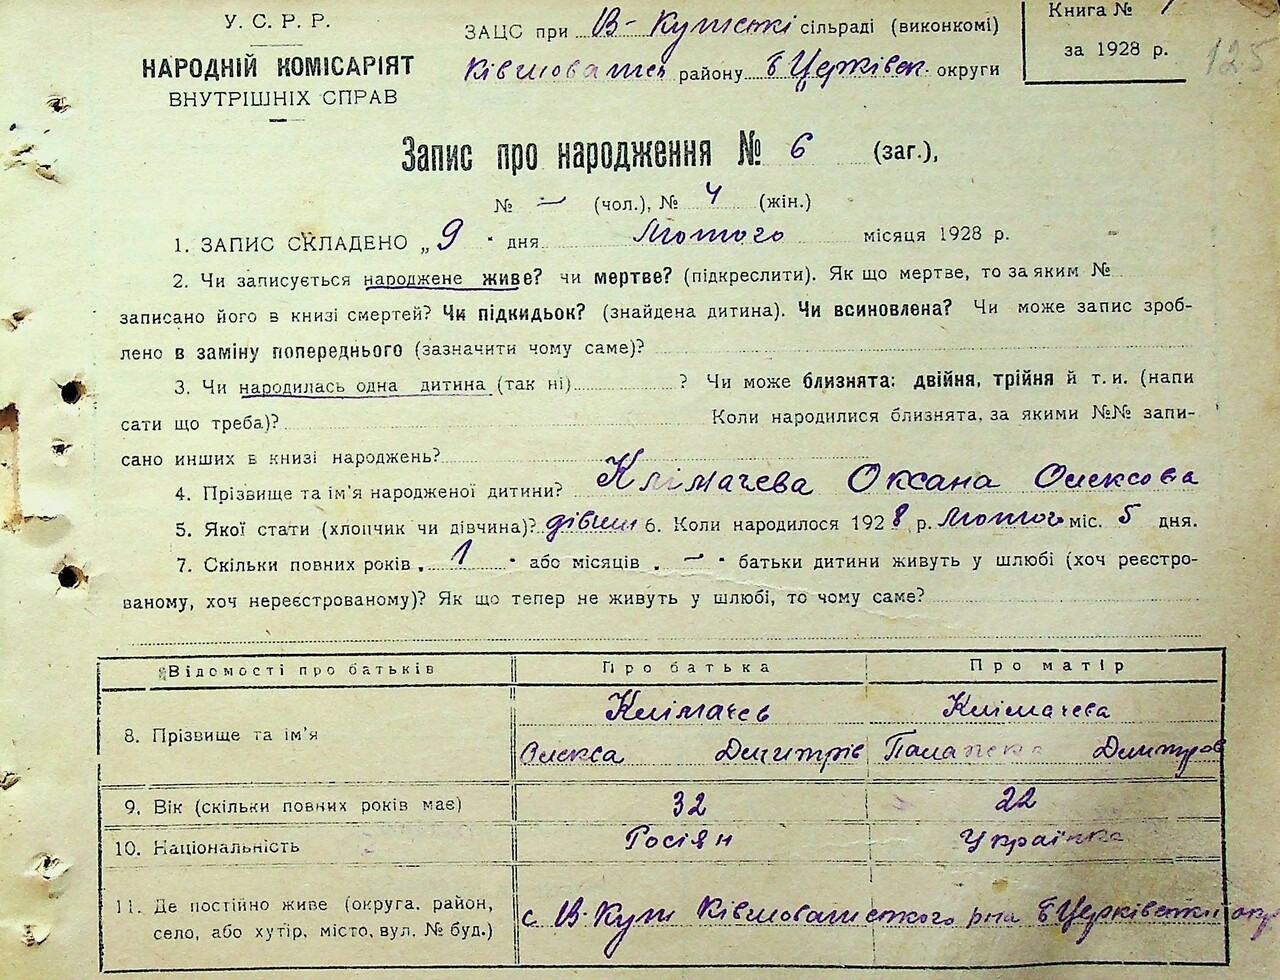 У. С. Р. Р.
НАРОДНІЙ КОМІСАРІЯТ
ВНУТРІШНІХ СПРАВ
ЗАЦС при В- сільраді (виконкомі)
району Б Церківськ. округи
Книга №
за 1928 р.
125
Запис про народження № 6 (заг.),
№ — (чол.), № 4 (жін.)
1. ЗАПИС СКЛАДЕНО „ 9 " дня Лютого місяця 1928 р.
2. Чи записується народжене живе? чи мертве? (підкреслити). Як що мертве, то за яким №
записано його в книзі смертей? Чи підкидьок? (знайдена дитина). Чи всиновлена? Чи може запис зроб-
лено в заміну попереднього (зазначити чому саме)?
3. Чи народилась одна дитина (так ні) ? Чи може близнята: двійня, трійня й т. и. (напи
сати що треба)? Коли народилися близнята, за якими №№ запи-
сано инших в книзі народжень?
4. Прізвище та ім'я народженої дитини? Клімачева Оксана Олексова
5. Якої стати (хлопчик чи дівчина)? дівчин 6. Коли народилося 1928 р. Лютого міс. 5 дня.
7. Скільки повних років „ 1 " або місяців „ — " батьки дитини живуть у шлюбі (хоч реєстро-
ваному, хоч нереєстрованому)? Як що тепер не живуть у шлюбі, то чому саме?
Відомості про батьків Про батька Про матір
8. Прізвище та ім'я
Клімачев Клімачева
Олекса Дмитрів Палажка Дмитров
9. Вік (скільки повних років має) 32 22
10. Національність Росіян Українка
11. Де постійно живе (округа, район,
село, або хутір, місто, вул. № буд.)
с В-Кут Ківшоватського р-на Б Церківської окр